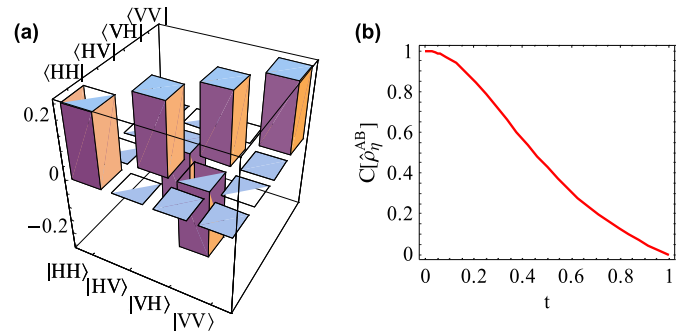 (a)
⟨VV|
⟨VH|
⟨HV|
⟨HH|
0.2
0
−0.2
|HH⟩
|HV⟩
|VH⟩
|VV⟩
(b)
1
0.8
0.6
0.4
0.2
0
C[ρ̂ηAB]
0 0.2 0.4 0.6 0.8 1
t